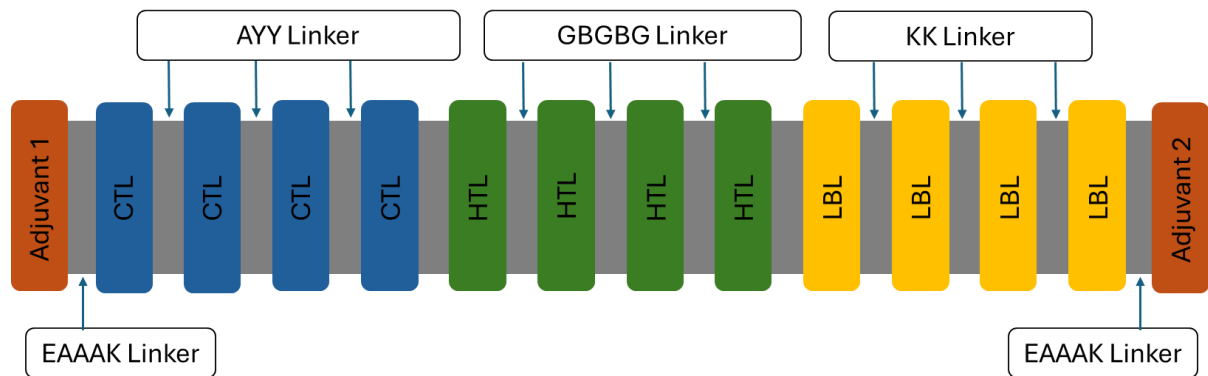 AYY Linker
GBGBG Linker
KK Linker
Adjuvant 1
CTL
CTL
CTL
CTL
HTL
HTL
HTL
HTL
LBL
LBL
LBL
LBL
Adjuvant 2
EAAAK Linker
EAAAK Linker